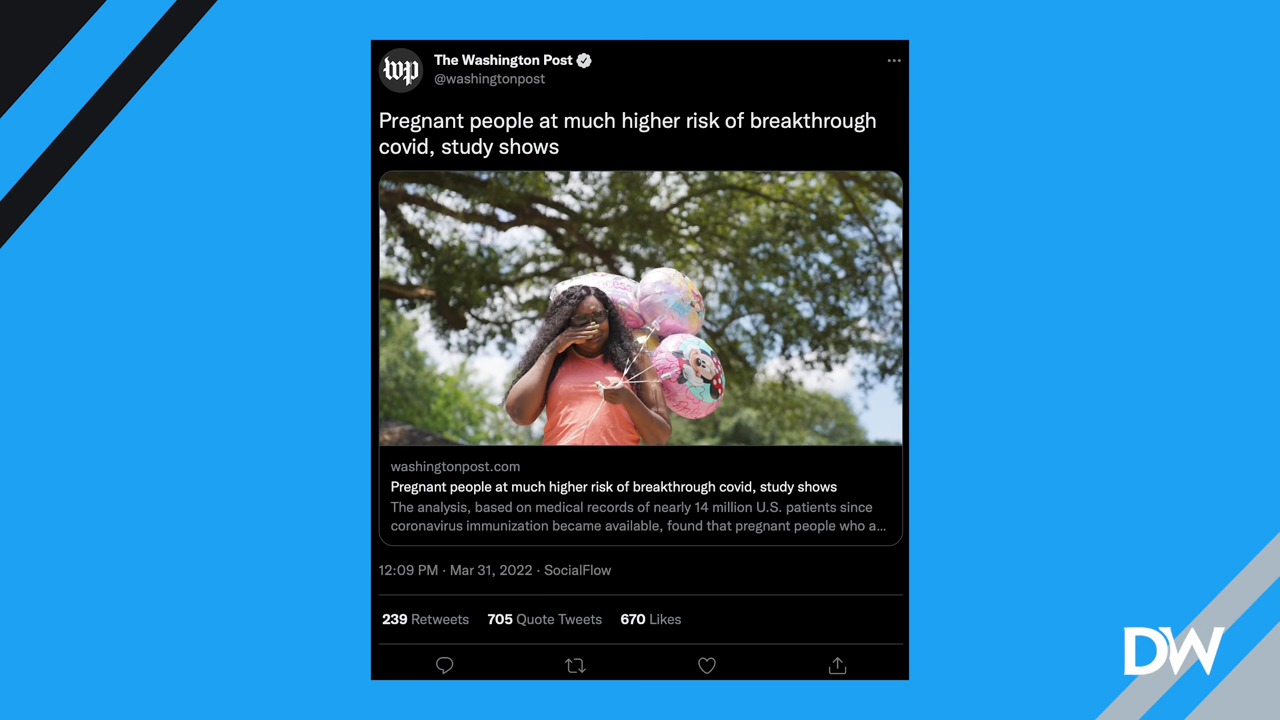 wp
The Washington Post
@washingtonpost
Pregnant people at much higher risk of breakthrough
covid, study shows
washingtonpost.com
Pregnant people at much higher risk of breakthrough covid, study shows
The analysis, based on medical records of nearly 14 million U.S. patients since
coronavirus immunization became available, found that pregnant people who a...
12:09 PM · Mar 31, 2022 · SocialFlow
239 Retweets 705 Quote Tweets 670 Likes
DW